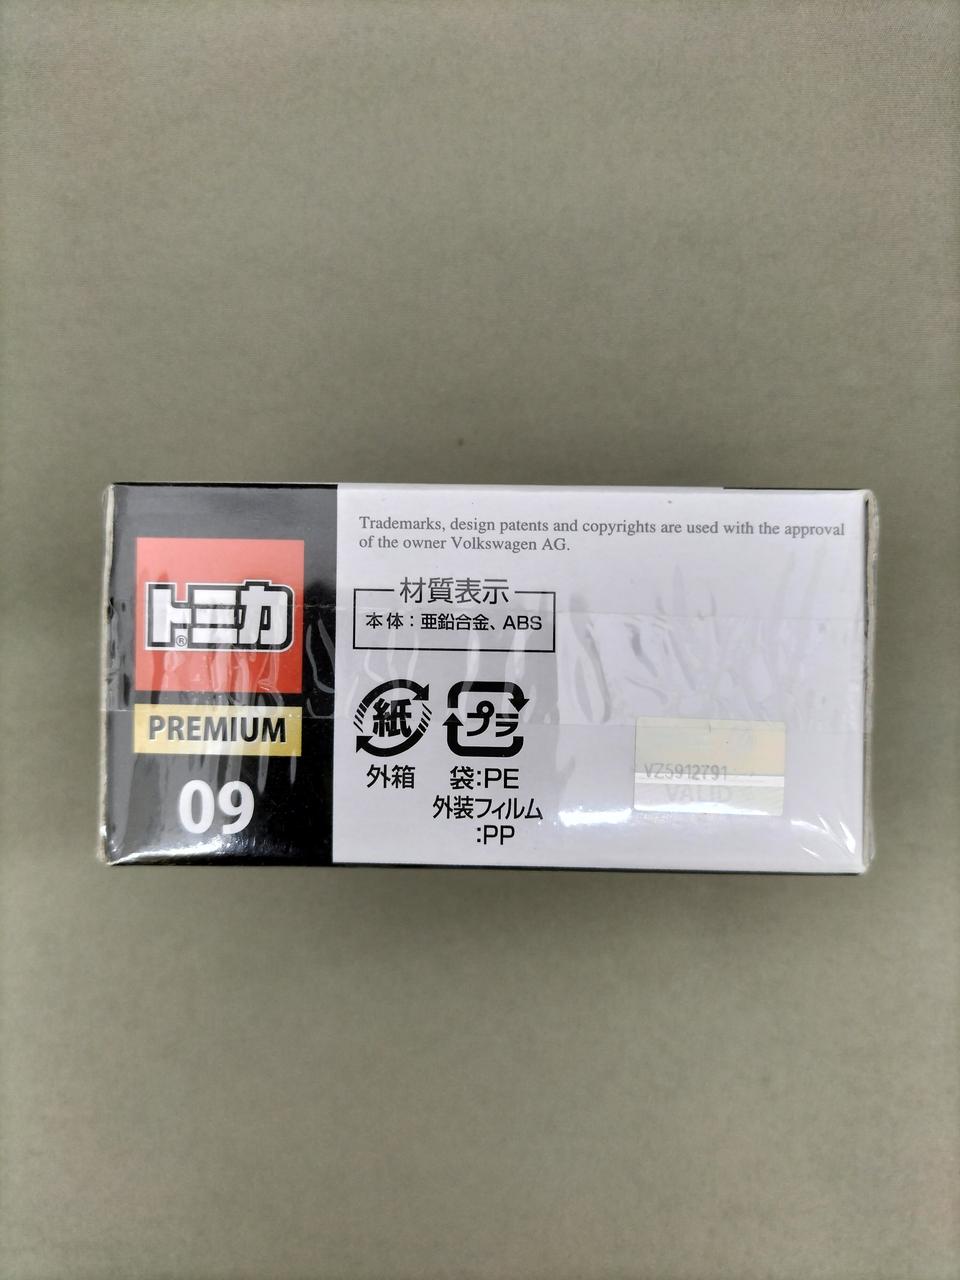 Trademarks, design patents and copyrights are used with the approval
of the owner Volkswagen AG.
トミカ®
PREMIUM
09
材質表示
本体：亜鉛合金、ABS
紙
外箱
プラ
袋:PE
外装フィルム
:PP
VZ5912791
VALID